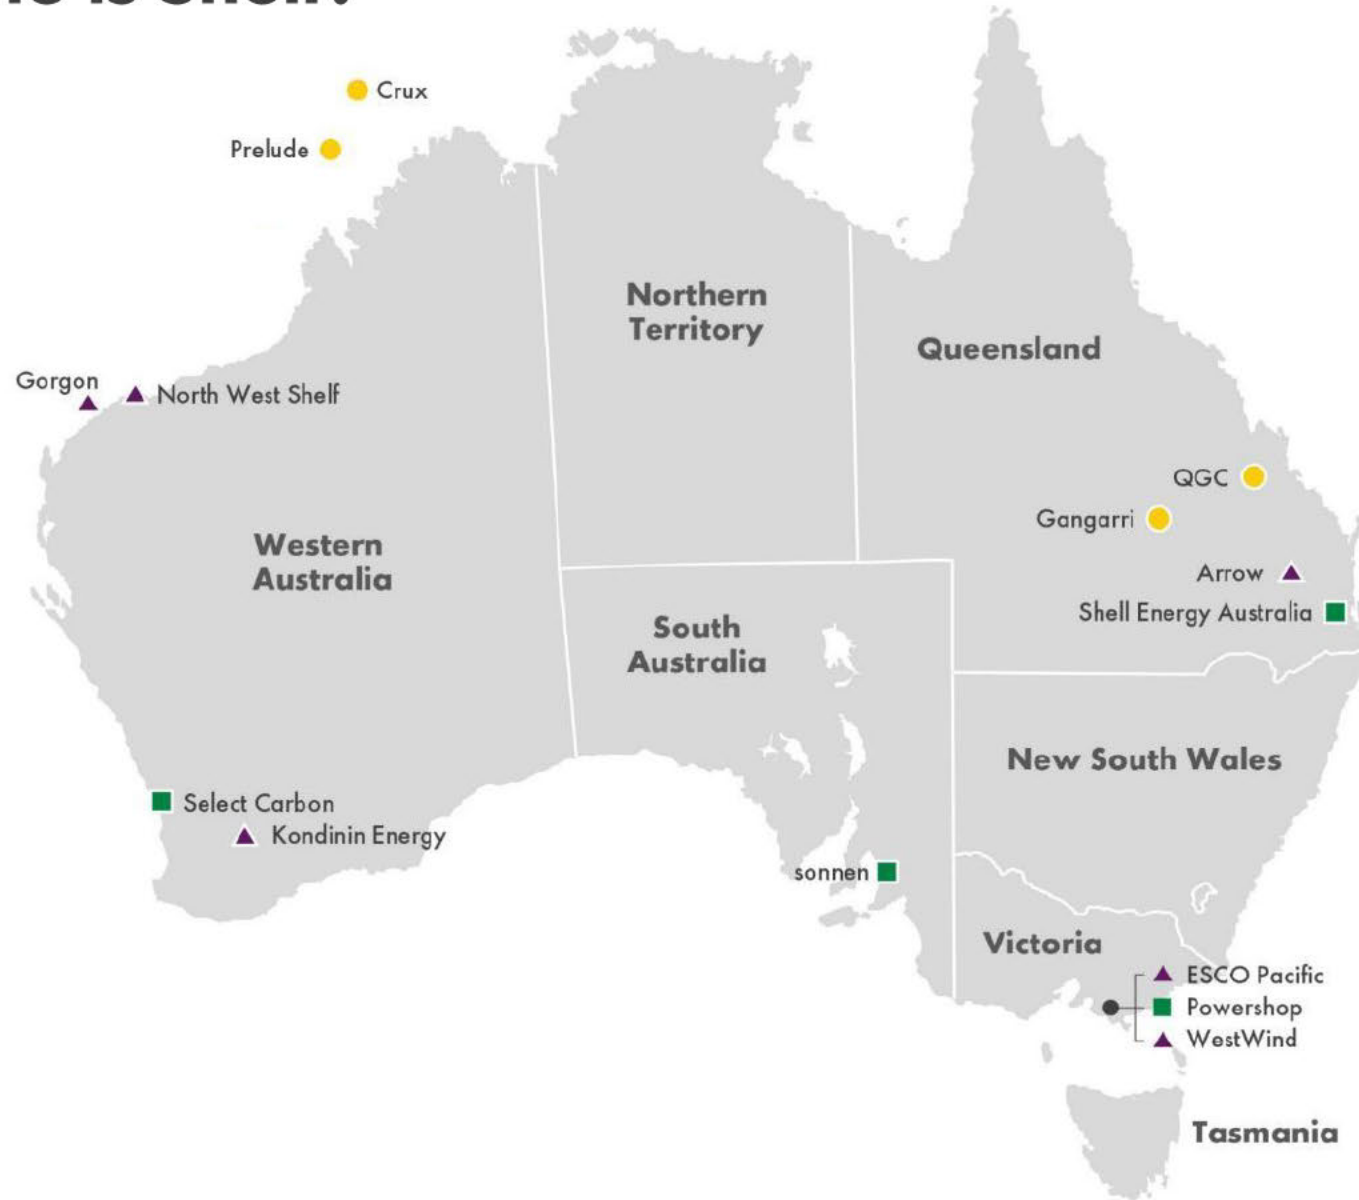 Crux
Prelude
Northern
Territory
Queensland
Gorgon
North West Shelf
QGC
Gangarri
Western
Australia
Arrow
Shell Energy Australia
South
Australia
New South Wales
Select Carbon
Kondinin Energy
sonnen
Victoria
ESCO Pacific
Powershop
WestWind
Tasmania